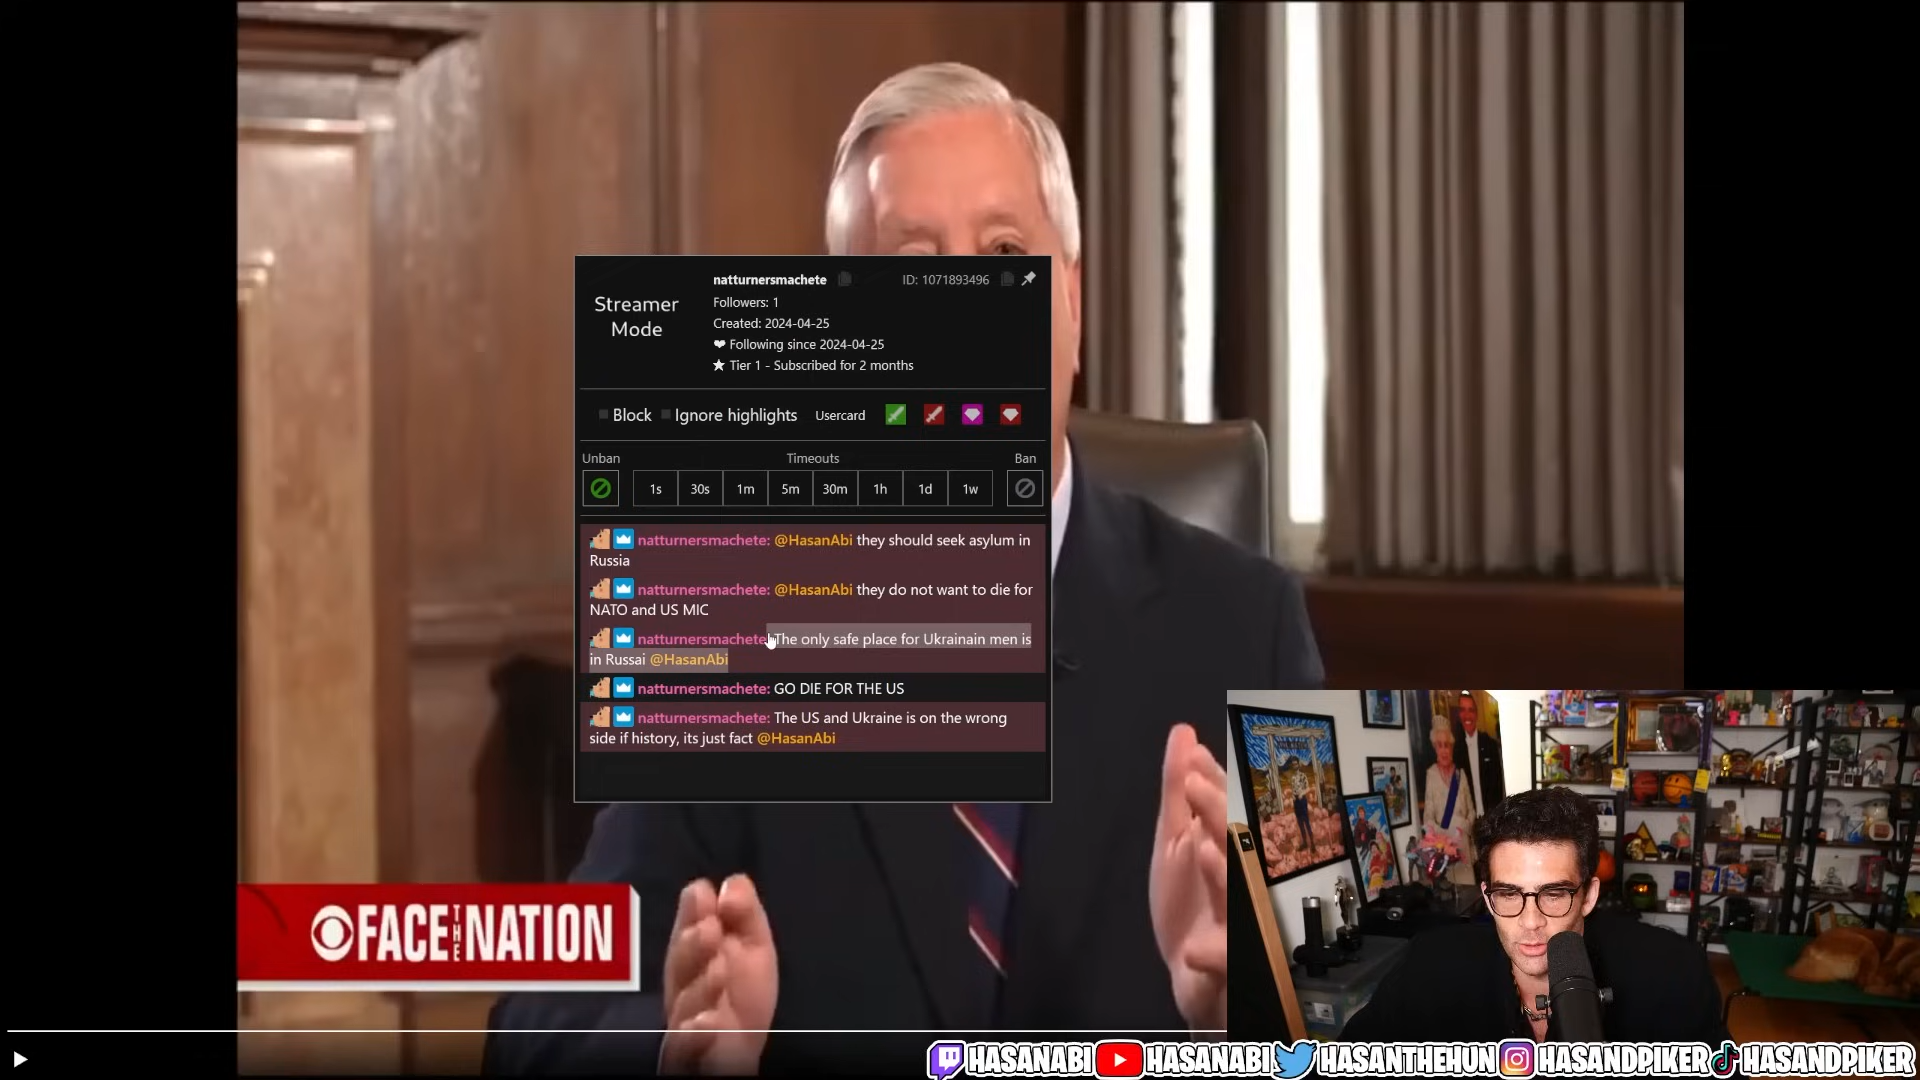 natturnersmachete
ID: 1071893496
Streamer
Mode
Followers: 1
Created: 2024-04-25
Following since 2024-04-25
Tier 1 - Subscribed for 2 months
Block
Ignore highlights
Usercard
Unban
Timeouts
Ban
1s
30s
1m
5m
30m
1h
1d
1w
natturnersmachete: @HasanAbi they should seek asylum in
Russia
natturnersmachete: @HasanAbi they do not want to die for
NATO and US MIC
natturnersmachete: The only safe place for Ukrainain men is
in Russai @HasanAbi
natturnersmachete: GO DIE FOR THE US
natturnersmachete: The US and Ukraine is on the wrong
side if history, its just fact @HasanAbi
FACE THE NATION
HASANABI
HASANABI
HASANTHEHUN
HASANDPIKER
HASANDPIKER